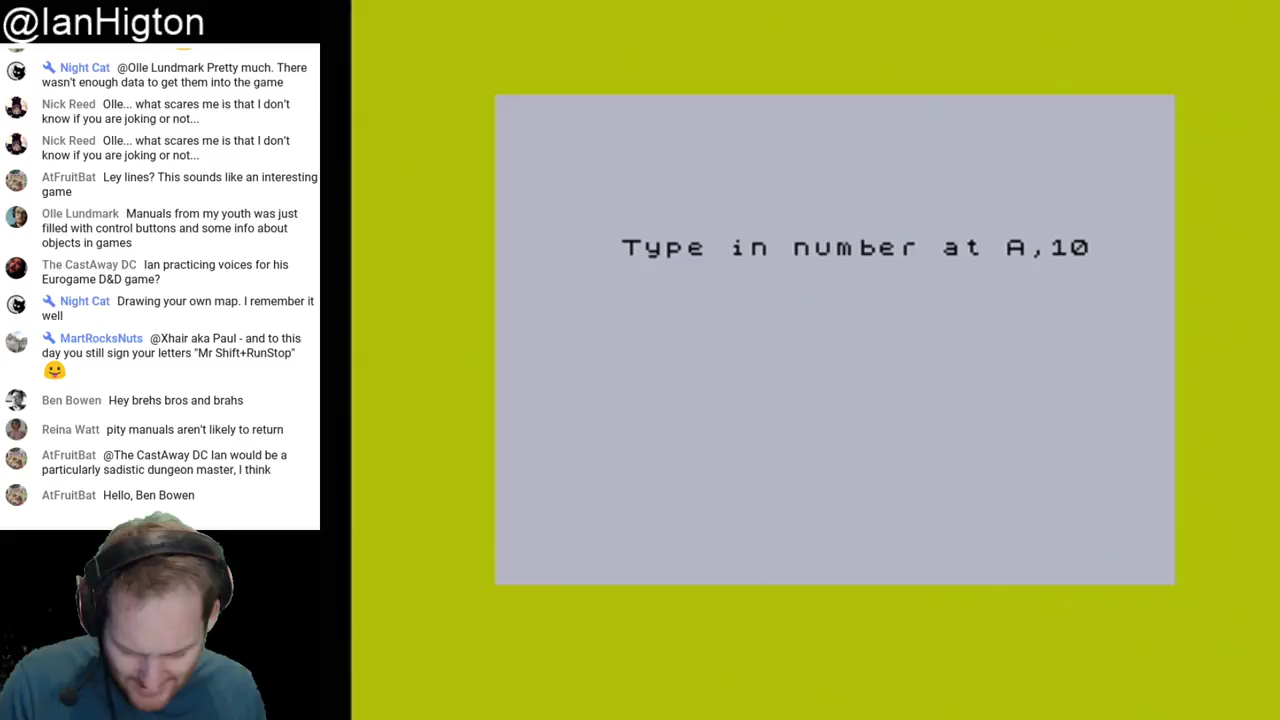 @IanHigton
Night Cat @Olle Lundmark Pretty much. There
wasn't enough data to get them into the game
Nick Reed Olle... what scares me is that I don't
know if you are joking or not...
Nick Reed Olle... what scares me is that I don't
know if you are joking or not...
AtFruitBat Ley lines? This sounds like an interesting
game
Olle Lundmark Manuals from my youth was just
filled with control buttons and some info about
objects in games
The CastAway DC Ian practicing voices for his
Eurogame D&D game?
Night Cat Drawing your own map. I remember it
well
MartRocksNuts @Xhair aka Paul - and to this
day you still sign your letters "Mr Shift+RunStop"
Ben Bowen Hey brehs bros and brahs
Reina Watt pity manuals aren't likely to return
AtFruitBat @The CastAway DC Ian would be a
particularly sadistic dungeon master, I think
AtFruitBat Hello, Ben Bowen
Type in number at A,10